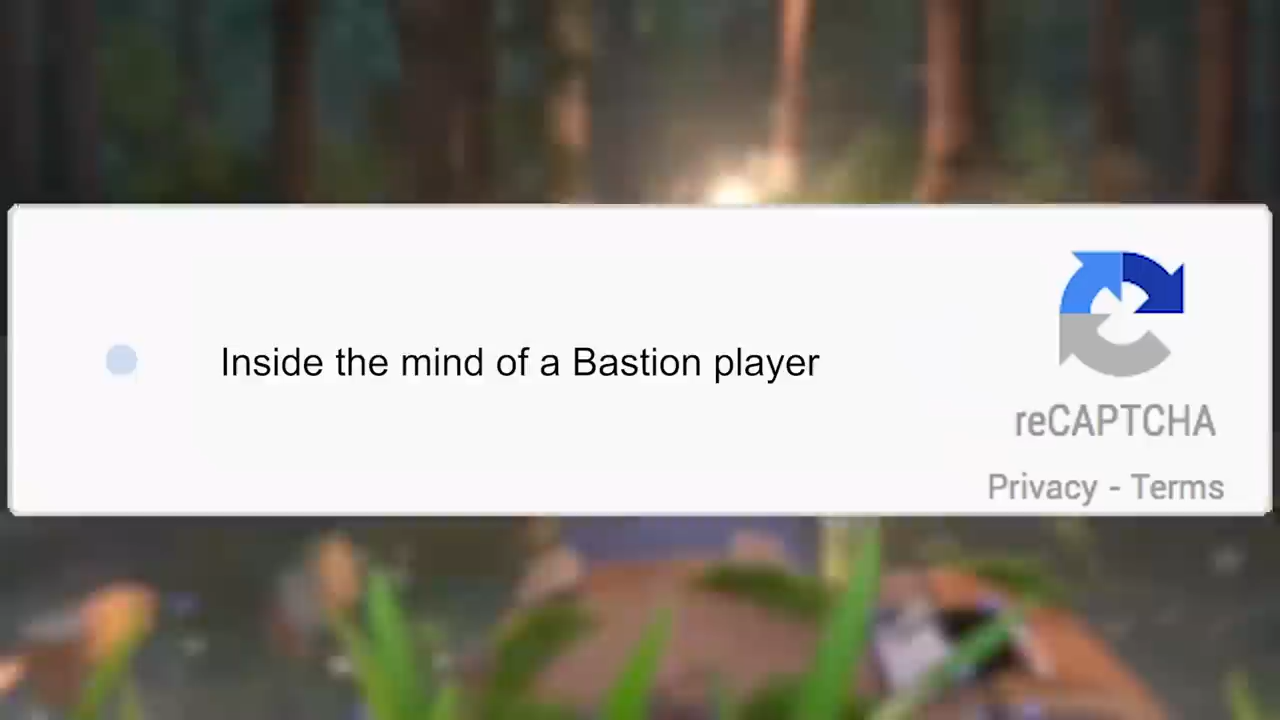 Inside the mind of a Bastion player
reCAPTCHA
Privacy - Terms